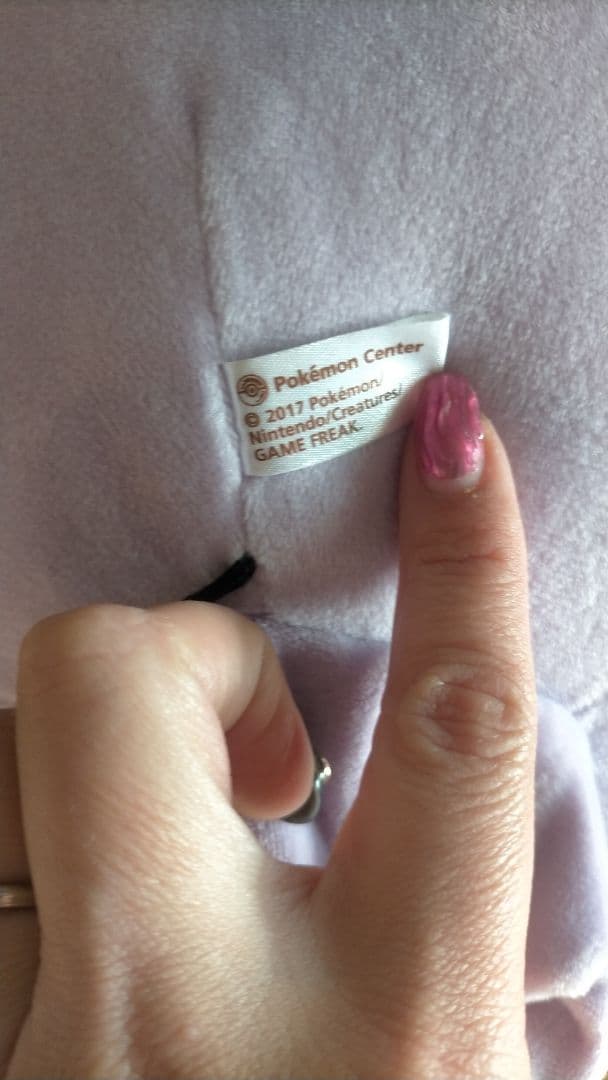 Pokémon Center
© 2017 Pokémon/
Nintendo/Creatures/
GAME FREAK.